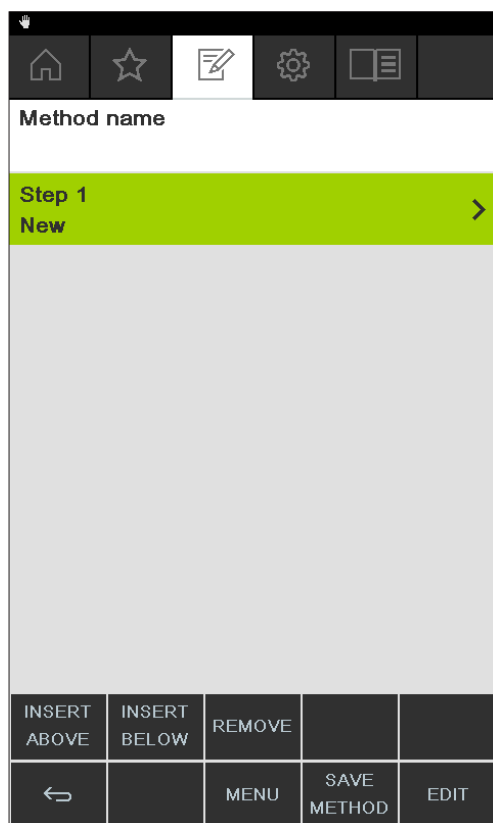 Method name
Step 1
New
INSERT
ABOVE
INSERT
BELOW
REMOVE
MENU
SAVE
METHOD
EDIT